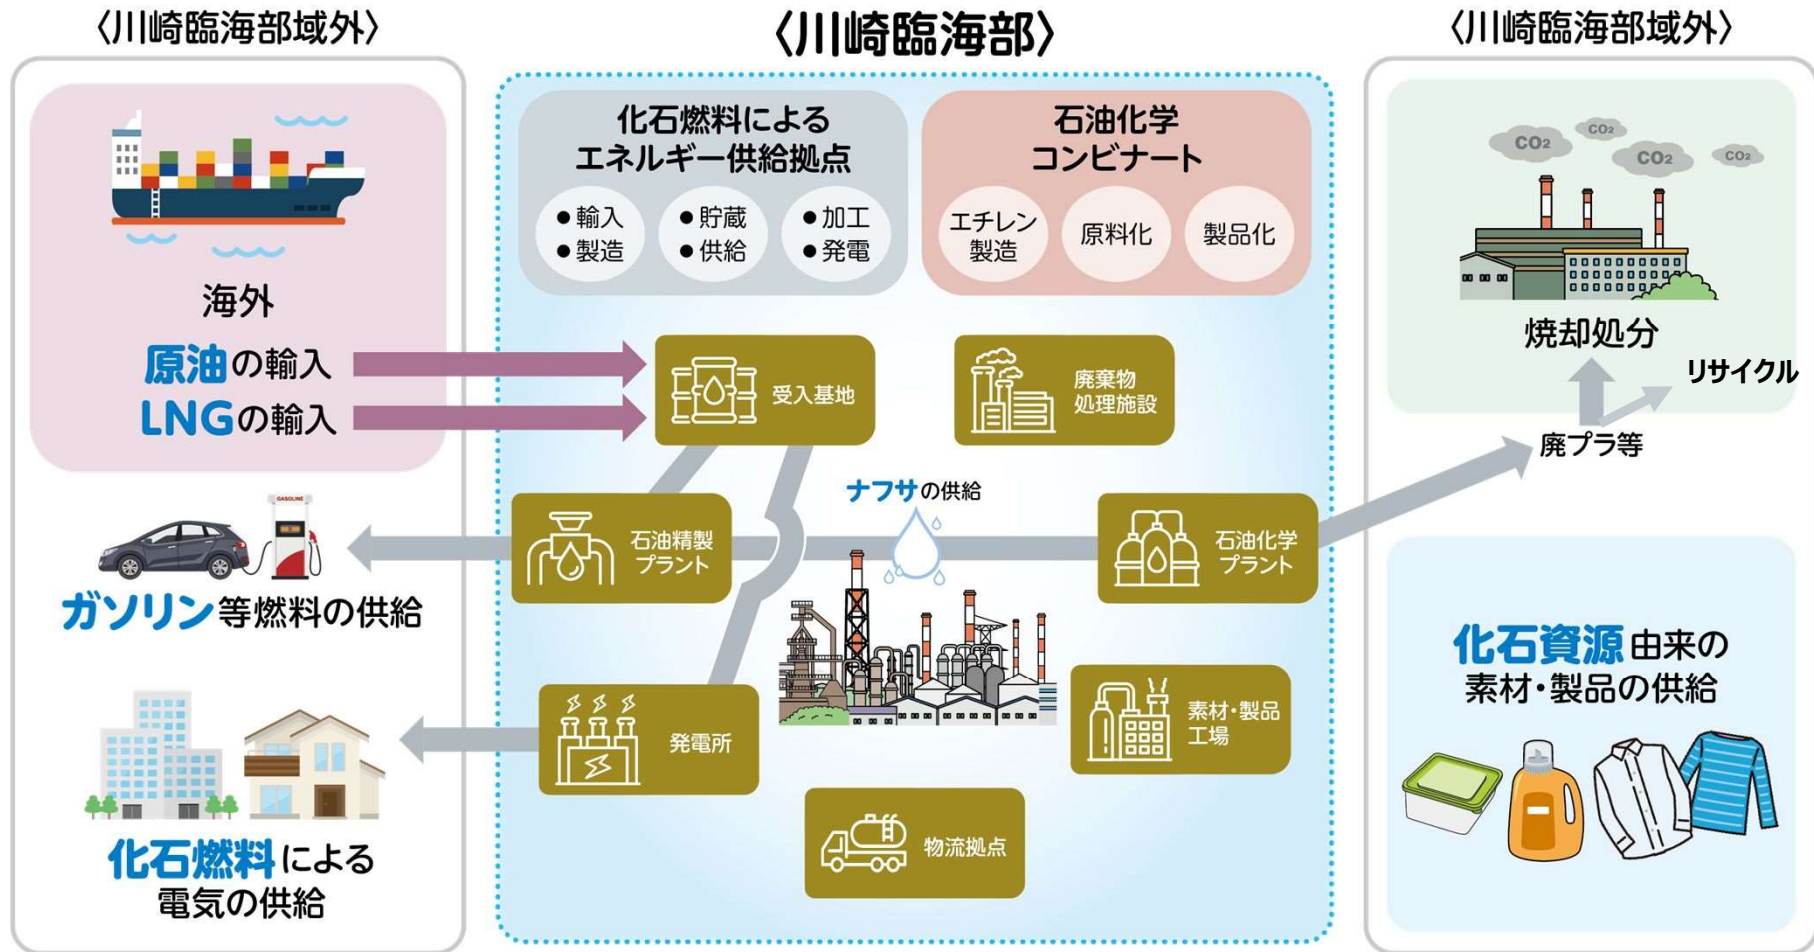 〈川崎臨海部域外〉
海外
原油の輸入
LNGの輸入
GASOLINE
ガソリン等燃料の供給
化石燃料による
電気の供給
〈川崎臨海部〉
化石燃料による
エネルギー供給拠点
●輸入
●製造
●貯蔵
●供給
●加工
●発電
石油化学
コンビナート
エチレン
製造
原料化
製品化
受入基地
廃棄物
処理施設
ナフサの供給
石油精製
プラント
石油化学
プラント
発電所
素材・製品
工場
物流拠点
〈川崎臨海部域外〉
CO2
CO2
CO2
CO2
焼却処分
リサイクル
廃プラ等
化石資源由来の
素材・製品の供給